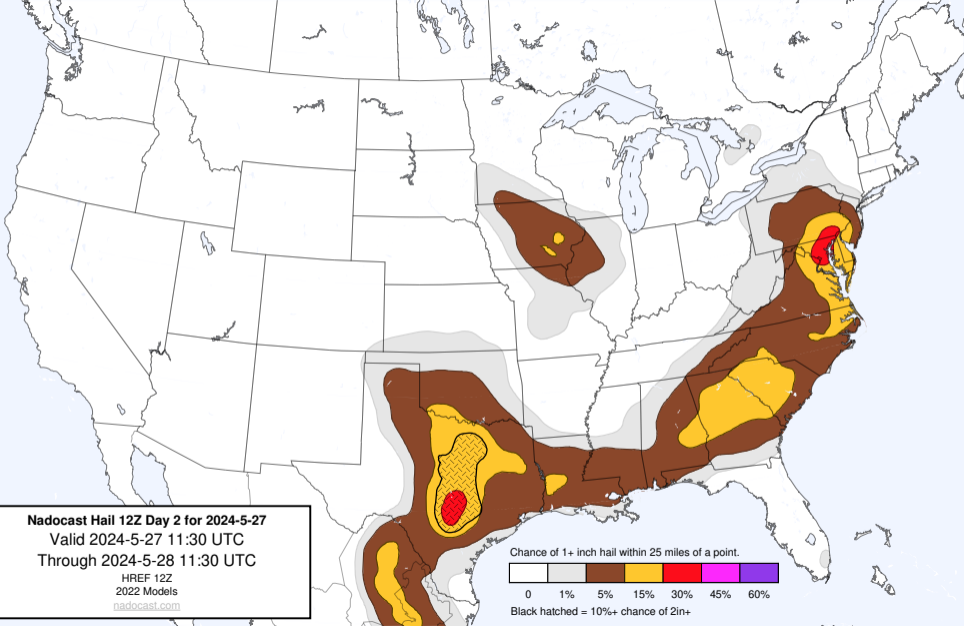 Nadocast Hail 12Z Day 2 for 2024-5-27
Valid 2024-5-27 11:30 UTC
Through 2024-5-28 11:30 UTC
HREF 12Z
2022 Models
nadocast.com
Chance of 1+ inch hail within 25 miles of a point.
0 1% 5% 15% 30% 45% 60%
Black hatched = 10%+ chance of 2in+